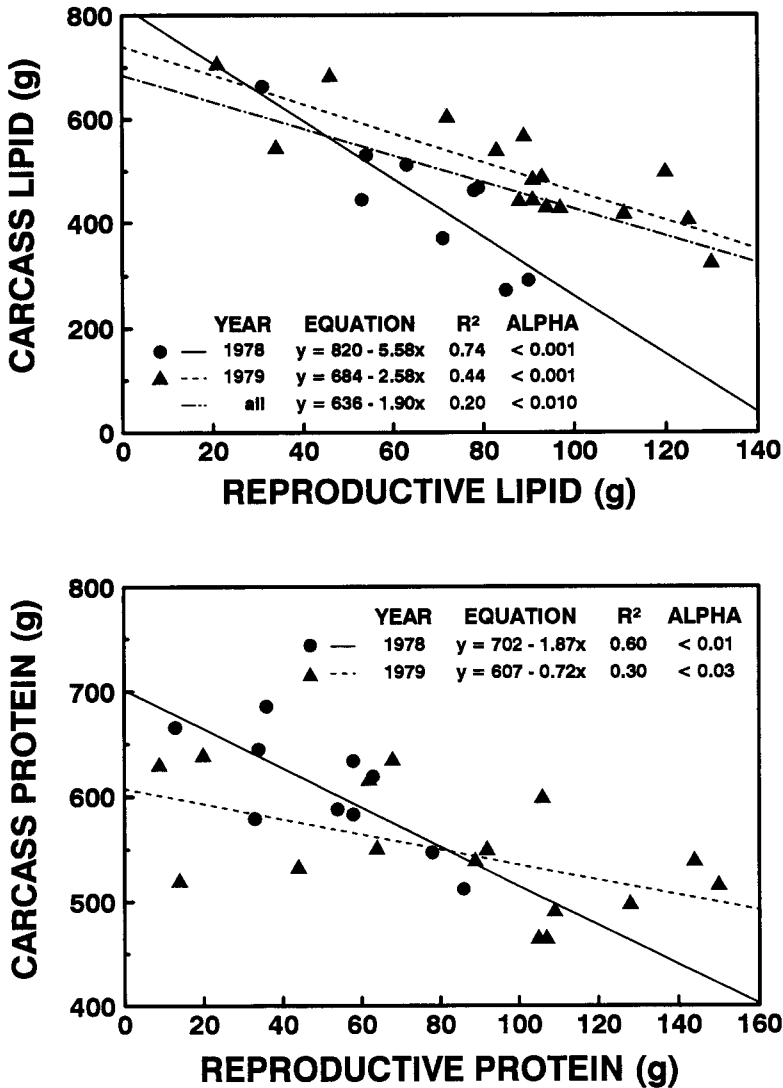 800
600
400
200
0
CARCASS LIPID (g)
YEAR EQUATION R² ALPHA
1978 y = 820 - 5.58x 0.74 < 0.001
1979 y = 684 - 2.58x 0.44 < 0.001
all y = 636 - 1.90x 0.20 < 0.010
0 20 40 60 80 100 120 140
REPRODUCTIVE LIPID (g)
800
700
600
500
400
CARCASS PROTEIN (g)
YEAR EQUATION R² ALPHA
1978 y = 702 - 1.87x 0.60 < 0.01
1979 y = 607 - 0.72x 0.30 < 0.03
0 20 40 60 80 100 120 140 160
REPRODUCTIVE PROTEIN (g)